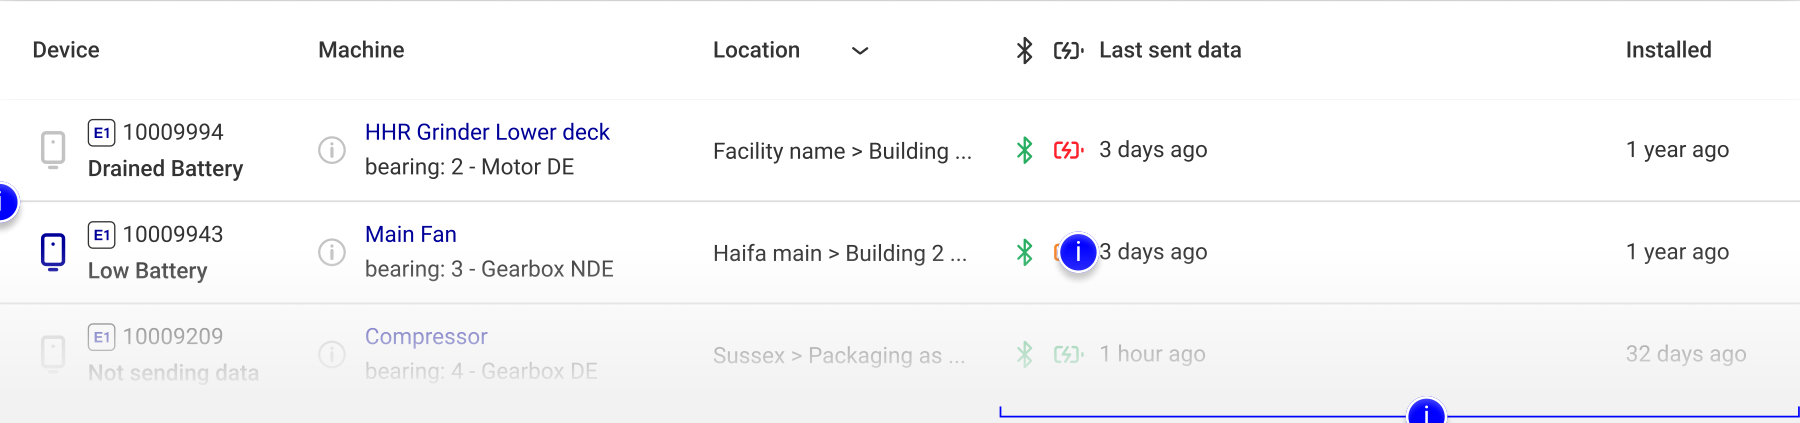 Device Machine Location Last sent data Installed
E1 10009994 HHR Grinder Lower deck
Drained Battery bearing: 2 - Motor DE Facility name > Building ... 3 days ago 1 year ago
E1 10009943 Main Fan
Low Battery bearing: 3 - Gearbox NDE Haifa main > Building 2 ... 3 days ago 1 year ago
E1 10009209 Compressor
Not sending data bearing: 4 - Gearbox DE Sussex > Packaging as ... 1 hour ago 32 days ago